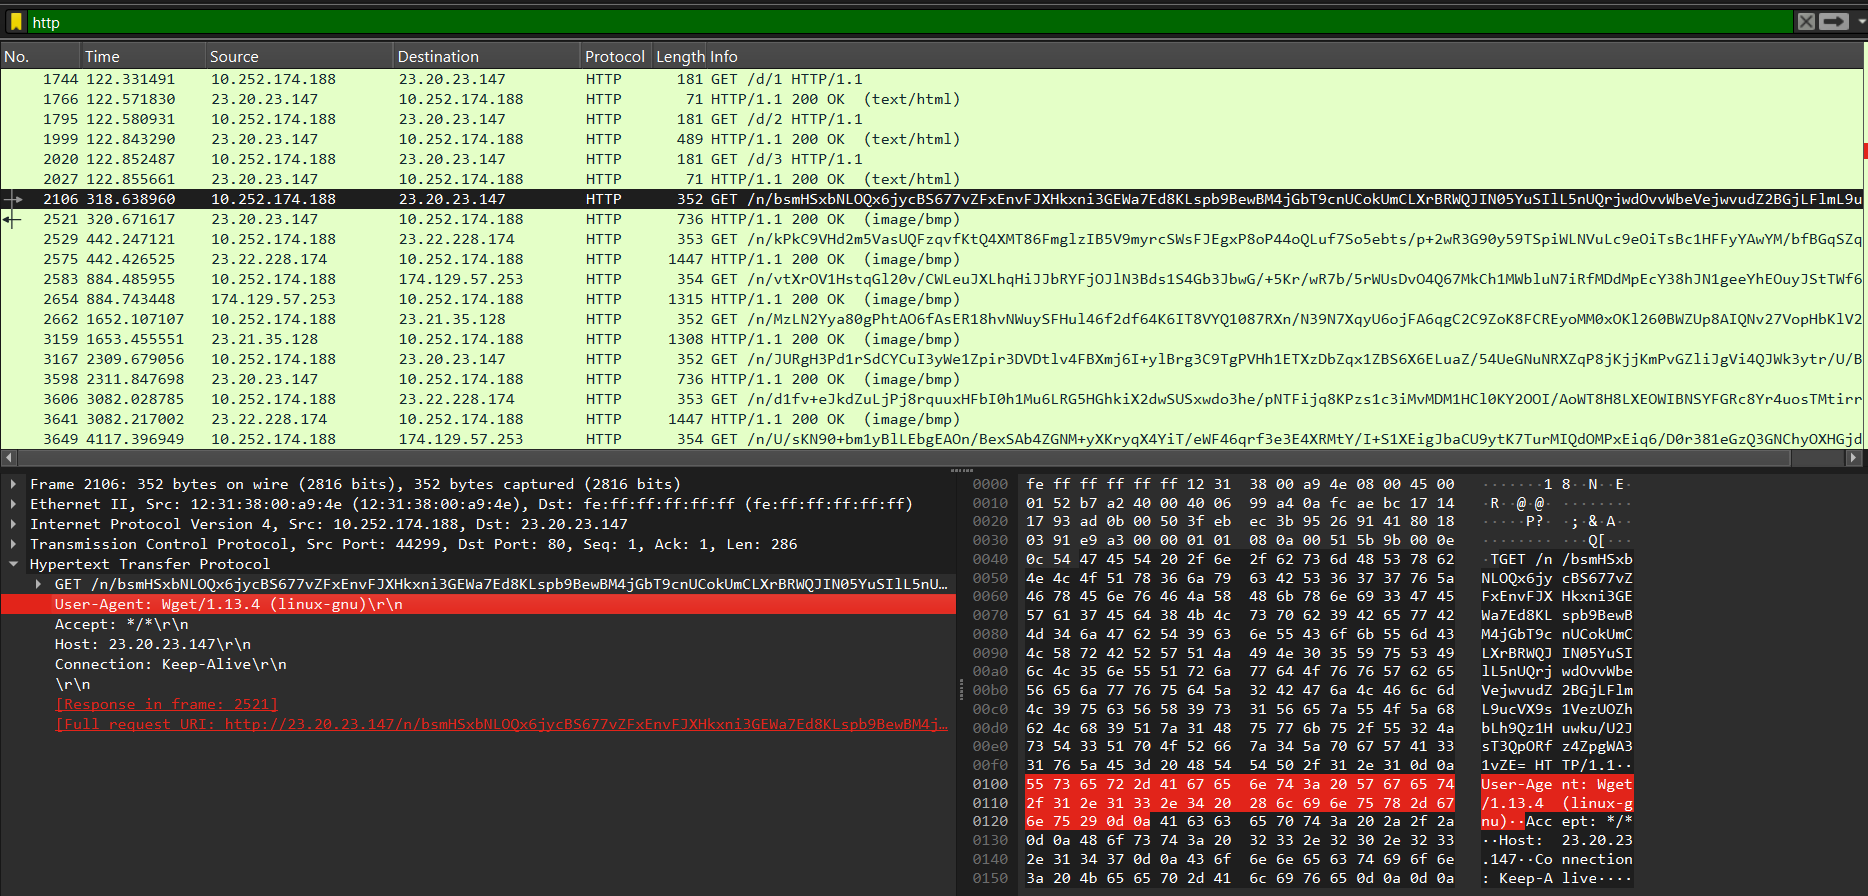 http
No. Time Source Destination Protocol Length Info
1744 122.331491 10.252.174.188 23.20.23.147 HTTP 181 GET /d/1 HTTP/1.1
1766 122.571830 23.20.23.147 10.252.174.188 HTTP 71 HTTP/1.1 200 OK (text/html)
1795 122.580931 10.252.174.188 23.20.23.147 HTTP 181 GET /d/2 HTTP/1.1
1999 122.843290 23.20.23.147 10.252.174.188 HTTP 489 HTTP/1.1 200 OK (text/html)
2020 122.852487 10.252.174.188 23.20.23.147 HTTP 181 GET /d/3 HTTP/1.1
2027 122.855661 23.20.23.147 10.252.174.188 HTTP 71 HTTP/1.1 200 OK (text/html)
2106 318.638960 10.252.174.188 23.20.23.147 HTTP 352 GET /n/bsmHSxbNLOQx6jycBS677vZFxEnvFJXHkxni3GEWa7Ed8KLspb9BewBM4jGbT9cnUCokUmCLXrBRWQJIN05YuSIlL5nUQrjwdOvvWbeVejwvudZ2BGjLFlmL9u
2521 320.671617 23.20.23.147 10.252.174.188 HTTP 736 HTTP/1.1 200 OK (image/bmp)
2529 442.247121 10.252.174.188 23.22.228.174 HTTP 353 GET /n/kPkC9VHd2m5VasUQFzqvfKtQ4XMT86FmglzIB5V9myrcSWsFJEgxP8oP44oQLuf7So5ebts/p+2wR3G90y59TSpiWLNVuLc9eOiTsBc1HFFyYAwYM/bfBGqSZq
2575 442.426525 23.22.228.174 10.252.174.188 HTTP 1447 HTTP/1.1 200 OK (image/bmp)
2583 884.485955 10.252.174.188 174.129.57.253 HTTP 354 GET /n/vtXrOV1HstqGl20v/CWLeuJXLhqHiJJbRYFjOJlN3Bds1S4Gb3JbwG/+5Kr/wR7b/5rWUsDvO4Q67MkCh1MWbluN7iRfMDdMpEcY38hJN1geeYhEOuyJStTWf6
2654 884.743448 174.129.57.253 10.252.174.188 HTTP 1315 HTTP/1.1 200 OK (image/bmp)
2662 1652.107107 10.252.174.188 23.21.35.128 HTTP 352 GET /n/MzLN2Yya80gPhtAO6fAsER18hvNWuySFHul46f2df64K6IT8VYQ1087RXn/N39N7XqyU6ojFA6qgC2C9ZoK8FCREyoMM0xOKl260BWZUp8AIQNv27VopHbKlV2
3159 1653.455551 23.21.35.128 10.252.174.188 HTTP 1308 HTTP/1.1 200 OK (image/bmp)
3167 2309.679056 10.252.174.188 23.20.23.147 HTTP 352 GET /n/JURgH3Pd1rSdCYCuI3yWe1Zpir3DVDtlv4FBXmj6I+ylBrg3C9TgPVHh1ETXzDbZqx1ZBS6X6ELuaZ/54UeGNuNRXZqP8jKjjKmPvGZliJgVi4QJWk3ytr/U/B
3598 2311.847698 23.20.23.147 10.252.174.188 HTTP 736 HTTP/1.1 200 OK (image/bmp)
3606 3082.028785 10.252.174.188 23.22.228.174 HTTP 353 GET /n/d1fv+eJkdZuLjPj8rquuxHFbI0h1Mu6LRG5HGhkiX2dwSUSxwdo3he/pNTFijq8KPzs1c3iMvMDM1HCl0KY2OOI/AoWT8H8LXEOWIBNSYFGRc8Yr4uosTMtirr
3641 3082.217002 23.22.228.174 10.252.174.188 HTTP 1447 HTTP/1.1 200 OK (image/bmp)
3649 4117.396949 10.252.174.188 174.129.57.253 HTTP 354 GET /n/U/sKN90+bm1yBlLEbgEAOn/BexSAb4ZGNM+yXKryqX4YiT/eWF46qrf3e3E4XRMtY/I+S1XEigJbaCU9ytK7TurMIQdOMPxEiq6/D0r381eGzQ3GNChyOXHGjd
Frame 2106: 352 bytes on wire (2816 bits), 352 bytes captured (2816 bits)
Ethernet II, Src: 12:31:38:00:a9:4e (12:31:38:00:a9:4e), Dst: fe:ff:ff:ff:ff:ff (fe:ff:ff:ff:ff:ff)
Internet Protocol Version 4, Src: 10.252.174.188, Dst: 23.20.23.147
Transmission Control Protocol, Src Port: 44299, Dst Port: 80, Seq: 1, Ack: 1, Len: 286
Hypertext Transfer Protocol
GET /n/bsmHSxbNLOQx6jycBS677vZFxEnvFJXHkxni3GEWa7Ed8KLspb9BewBM4jGbT9cnUCokUmCLXrBRWQJIN05YuSIlL5nU…
User-Agent: Wget/1.13.4 (linux-gnu)\r\n
Accept: */*\r\n
Host: 23.20.23.147\r\n
Connection: Keep-Alive\r\n
\r\n
[Response in frame: 2521]
[Full request URI: http://23.20.23.147/n/bsmHSxbNLOQx6jycBS677vZFxEnvFJXHkxni3GEWa7Ed8KLspb9BewBM4j…
0000 fe ff ff ff ff ff 12 31 38 00 a9 4e 08 00 45 00 ·······1 8··N··E·
0010 01 52 b7 a2 40 00 40 06 99 a4 0a fc ae bc 17 14 ·R··@·@· ········
0020 17 93 ad 0b 00 50 3f eb ec 3b 95 26 91 41 80 18 ·····P?· ·;·&·A··
0030 03 91 e9 a3 00 00 01 01 08 0a 00 51 5b 9b 00 0e ········ ···Q[···
0040 0c 54 47 45 54 20 2f 6e 2f 62 73 6d 48 53 78 62 ·TGET /n /bsmHSxb
0050 4e 4c 4f 51 78 36 6a 79 63 42 53 36 37 37 76 5a NLOQx6jy cBS677vZ
0060 46 78 45 6e 76 46 4a 58 48 6b 78 6e 69 33 47 45 FxEnvFJX Hkxni3GE
0070 57 61 37 45 64 38 4b 4c 73 70 62 39 42 65 77 42 Wa7Ed8KL spb9BewB
0080 4d 34 6a 47 62 54 39 63 6e 55 43 6f 6b 55 6d 43 M4jGbT9c nUCokUmC
0090 4c 58 72 42 52 57 51 4a 49 4e 30 35 59 75 53 49 LXrBRWQJ IN05YuSI
00a0 6c 4c 35 6e 55 51 72 6a 77 64 4f 76 76 57 62 65 lL5nUQrj wdOvvWbe
00b0 56 65 6a 77 76 75 64 5a 32 42 47 6a 4c 46 6c 6d VejwvudZ 2BGjLFlm
00c0 4c 39 75 63 56 58 39 73 31 56 65 7a 55 4f 5a 68 L9ucVX9s 1VezUOZh
00d0 62 4c 68 39 51 7a 31 48 75 77 6b 75 2f 55 32 4a bLh9Qz1H uwku/U2J
00e0 73 54 33 51 70 4f 52 66 7a 34 5a 70 67 57 41 33 sT3QpORf z4ZpgWA3
00f0 31 76 5a 45 3d 20 48 54 54 50 2f 31 2e 31 0d 0a 1vZE= HT TP/1.1··
0100 55 73 65 72 2d 41 67 65 6e 74 3a 20 57 67 65 74 User-Age nt: Wget
0110 2f 31 2e 31 33 2e 34 20 28 6c 69 6e 75 78 2d 67 /1.13.4 (linux-g
0120 6e 75 29 0d 0a 41 63 63 65 70 74 3a 20 2a 2f 2a nu)··Acc ept: */*
0130 0d 0a 48 6f 73 74 3a 20 32 33 2e 32 30 2e 32 33 ··Host: 23.20.23
0140 2e 31 34 37 0d 0a 43 6f 6e 6e 65 63 74 69 6f 6e .147··Co nnection
0150 3a 20 4b 65 65 70 2d 41 6c 69 76 65 0d 0a 0d 0a : Keep-A live····